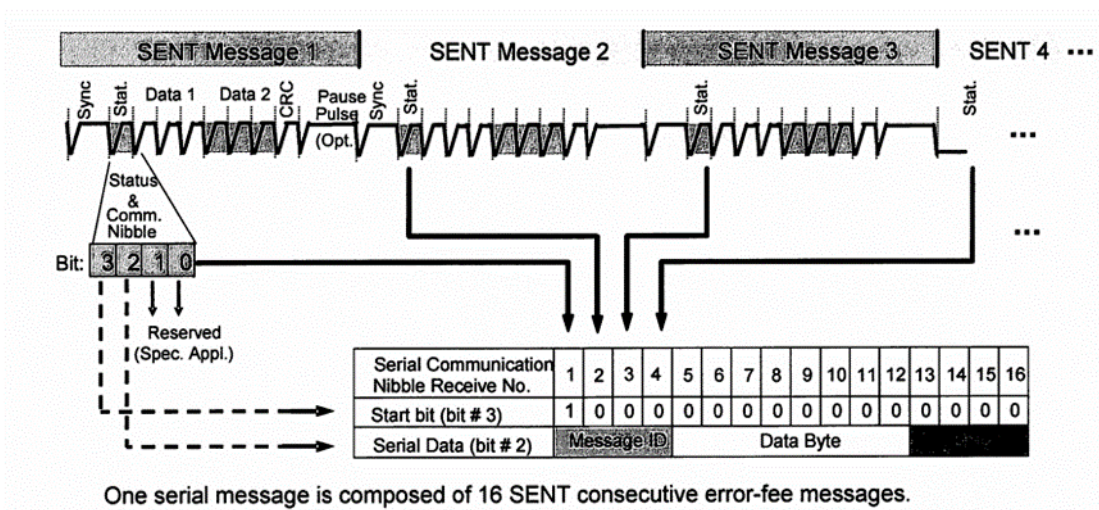 SENT Message 1 SENT Message 2 SENT Message 3 SENT 4 ...
Sync Stat. Data 1 Data 2 CRC Pause Pulse (Opt. Sync Stat. Stat. Stat.
...
Status
&
Comm.
Nibble
...
Bit: 3 2 1 0
Reserved
(Spec. Appl.)
Serial Communication
Nibble Receive No. 1 2 3 4 5 6 7 8 9 10 11 12 13 14 15 16
Start bit (bit # 3) 1 0 0 0 0 0 0 0 0 0 0 0 0 0 0 0
Serial Data (bit # 2) Message ID Data Byte
One serial message is composed of 16 SENT consecutive error-fee messages.